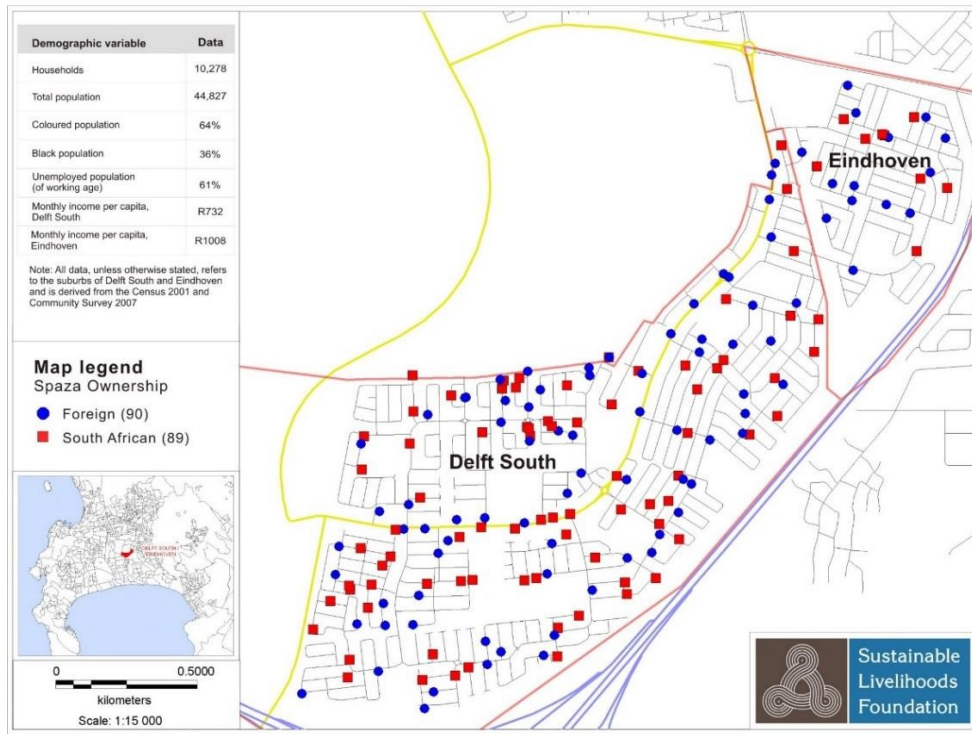 Demographic variable Data
Households 10,278
Total population 44,827
Coloured population 64%
Black population 36%
Unemployed population
(of working age) 61%
Monthly income per capita,
Delft South R732
Monthly income per capita,
Eindhoven R1008
Note: All data, unless otherwise stated, refers
to the suburbs of Delft South and Eindhoven
and is derived from the Census 2001 and
Community Survey 2007
Map legend
Spaza Ownership
Foreign (90)
South African (89)
DELFT SOUTH /
EINDHOVEN
0 0.5000
kilometers
Scale: 1:15 000
Eindhoven
Delft South
Sustainable
Livelihoods
Foundation